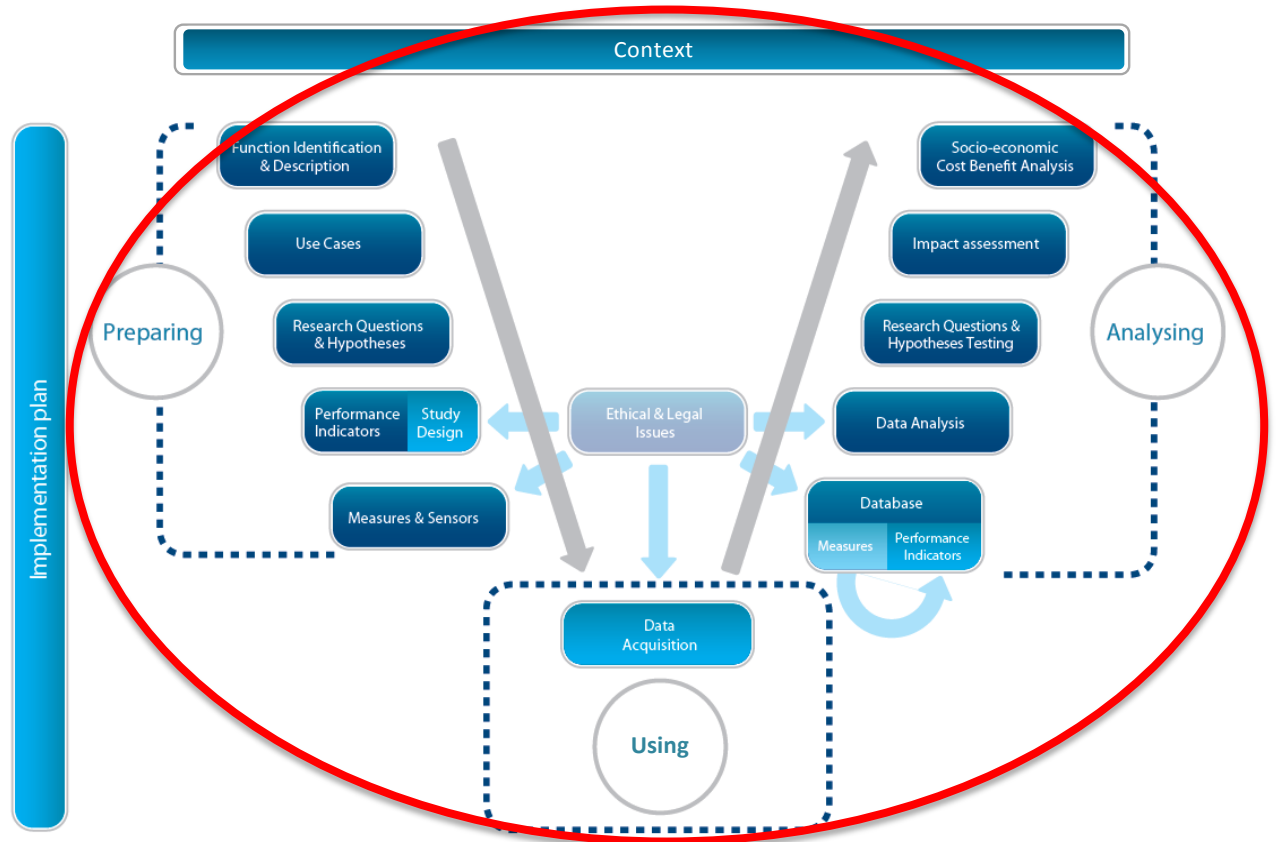 Context
Implementation plan
Preparing
Function Identification
& Description
Use Cases
Research Questions
& Hypotheses
Performance
Indicators
Study
Design
Measures & Sensors
Ethical & Legal
Issues
Data
Acquisition
Using
Socio-economic
Cost Benefit Analysis
Impact assessment
Research Questions &
Hypotheses Testing
Data Analysis
Database
Measures
Performance
Indicators
Analysing